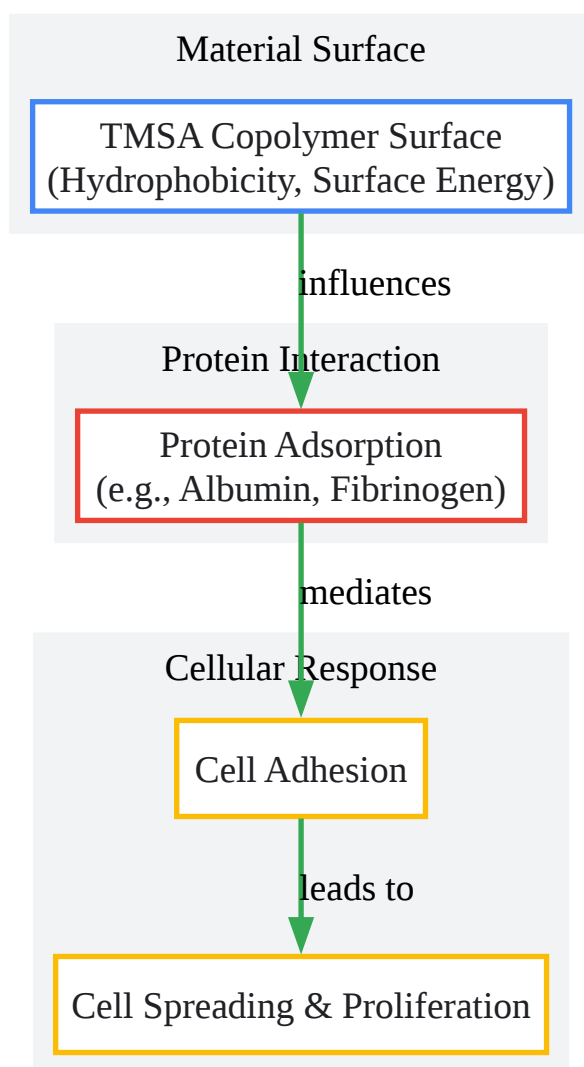 Material Surface
TMSA Copolymer Surface
(Hydrophobicity, Surface Energy)
influences
Protein Interaction
Protein Adsorption
(e.g., Albumin, Fibrinogen)
mediates
Cellular Response
Cell Adhesion
leads to
Cell Spreading & Proliferation